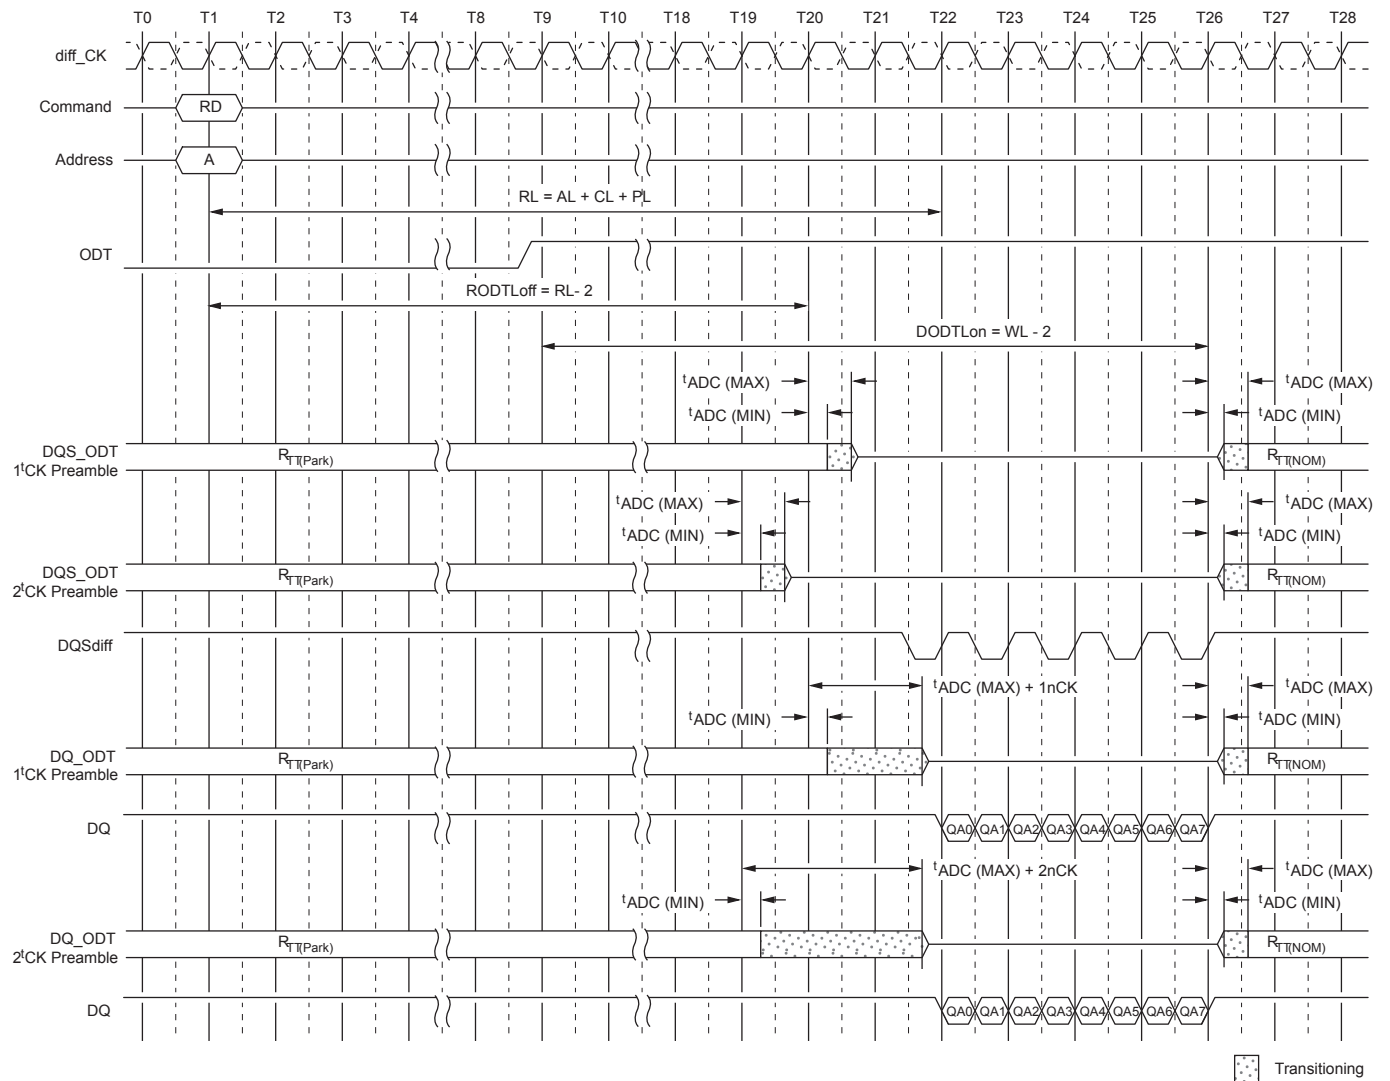 T0 T1 T2 T3 T4 T8 T9 T10 T18 T19 T20 T21 T22 T23 T24 T25 T26 T27 T28
diff_CK
Command RD
Address A
RL = AL + CL + PL
ODT
RODTLoff = RL- 2
DODTLon = WL - 2
tADC (MAX) tADC (MAX)
tADC (MIN) tADC (MIN)
DQS_ODT
1tCK Preamble RTT(Park) RTT(NOM)
tADC (MAX) tADC (MAX)
tADC (MIN) tADC (MIN)
DQS_ODT
2tCK Preamble RTT(Park) RTT(NOM)
DQSdiff
tADC (MAX) + 1nCK tADC (MAX)
tADC (MIN) tADC (MIN)
DQ_ODT
1tCK Preamble RTT(Park) RTT(NOM)
DQ QA0 QA1 QA2 QA3 QA4 QA5 QA6 QA7
tADC (MAX) + 2nCK tADC (MAX)
tADC (MIN) tADC (MIN)
DQ_ODT
2tCK Preamble RTT(Park) RTT(NOM)
DQ QA0 QA1 QA2 QA3 QA4 QA5 QA6 QA7
Transitioning